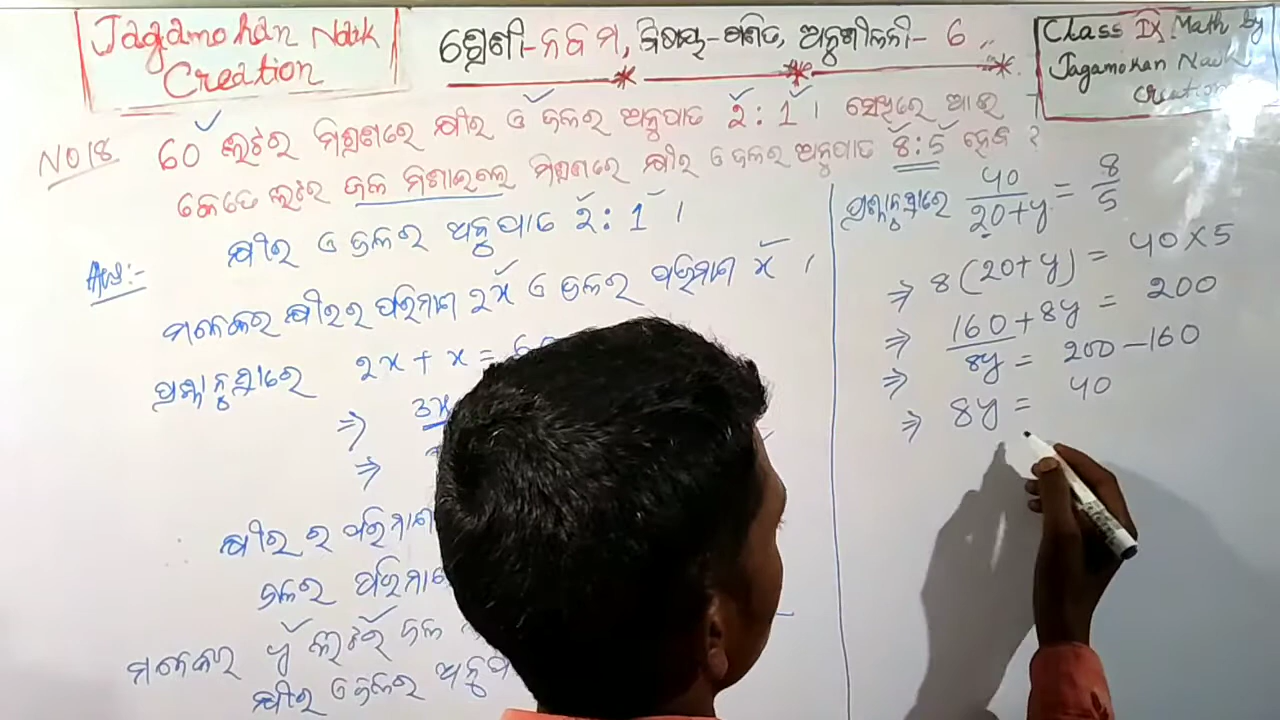 Jagamohan Naik
Creation
ଶ୍ରେଣୀ-ନବମ, ବିଷୟ-ଗଣିତ, ଅନୁଶୀଳନୀ- 6
Class IX Math by
Jagamohan Naik
Creation
NO18 60 ଲିଟର ମିଶ୍ରଣରେ କ୍ଷୀର ଓ ଜଳର ଅନୁପାତ 2:1 । ସେଥିରେ ଆଉ
କେତେ ଲିଟର ଜଳ ମିଶାଇଲେ ମିଶ୍ରଣରେ କ୍ଷୀର ଓ ଜଳର ଅନୁପାତ 8:5 ହେବ ?
Ans:- କ୍ଷୀର ଓ ଜଳର ଅନୁପାତ 2:1 ।
ମନେକର କ୍ଷୀରର ପରିମାଣ 2x ଓ ଜଳର ପରିମାଣ x ।
ପ୍ରଶ୍ନାନୁସାରେ 2x + x = 60
⇒ 3x
⇒
କ୍ଷୀର ର ପରିମାଣ
ଜଳର ପରିମାଣ
ମନେକର y ଲିଟର ଜଳ
କ୍ଷୀର ଓ ଜଳର ଅନୁପା
ପ୍ରଶ୍ନାନୁସାରେ 40/20+y = 8/5
⇒ 8(20+y) = 40×5
⇒ 160+8y = 200
⇒ 8y = 200-160
⇒ 8y = 40